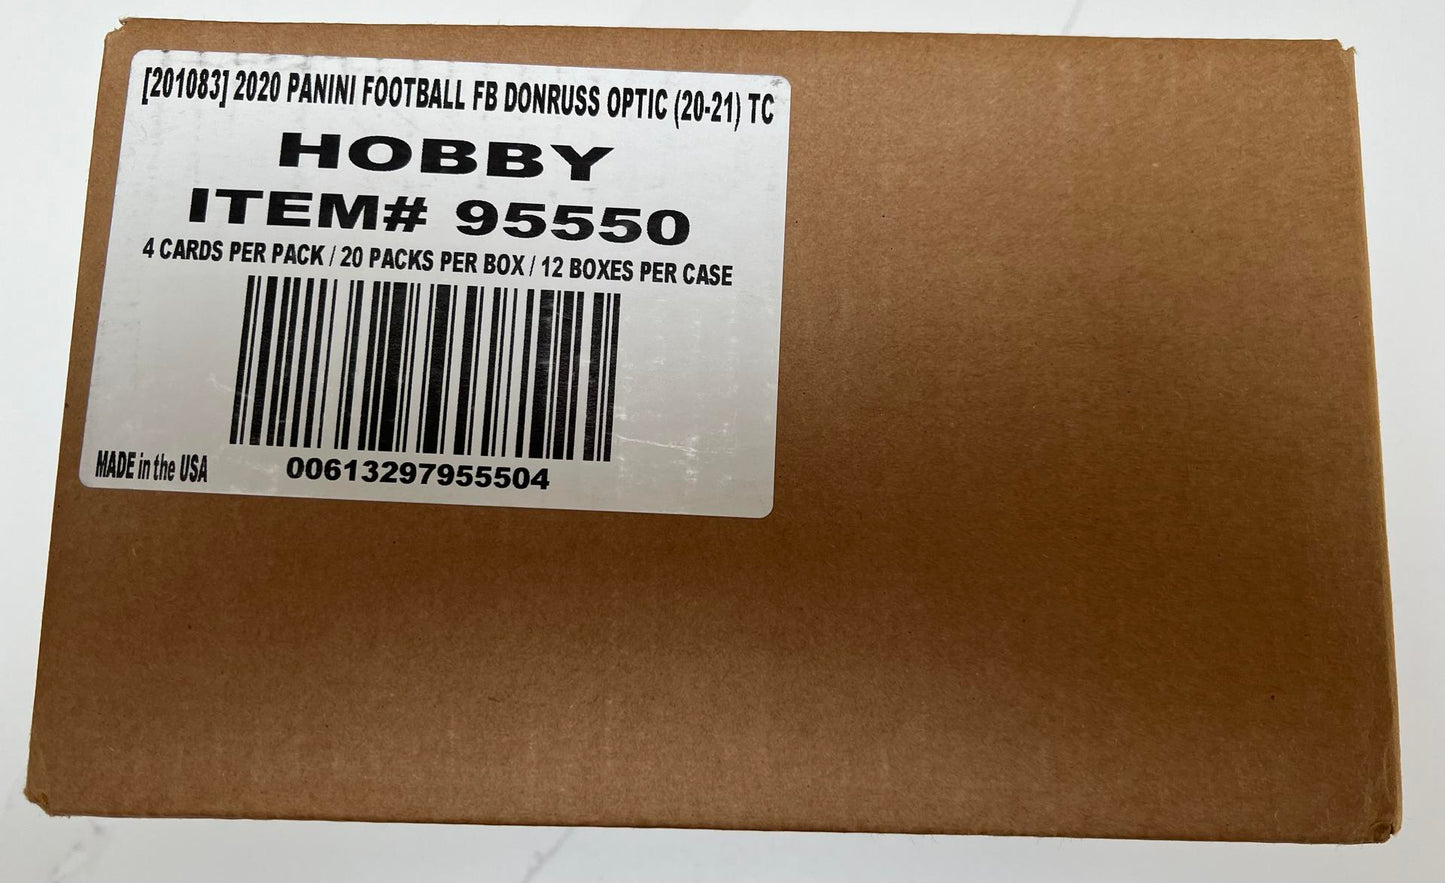 [201083] 2020 PANINI FOOTBALL FB DONRUSS OPTIC (20-21) TC
HOBBY
ITEM# 95550
4 CARDS PER PACK / 20 PACKS PER BOX / 12 BOXES PER CASE
MADE in the USA
00613297955504